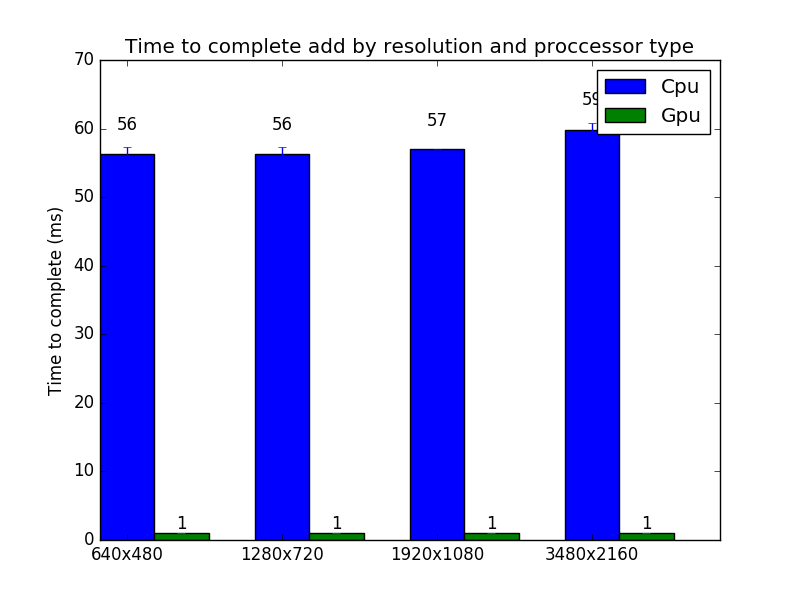 Time to complete add by resolution and proccessor type
Time to complete (ms)
70
60
50
40
30
20
10
0
56
56
57
59
1
1
1
1
640x480
1280x720
1920x1080
3480x2160
Cpu
Gpu